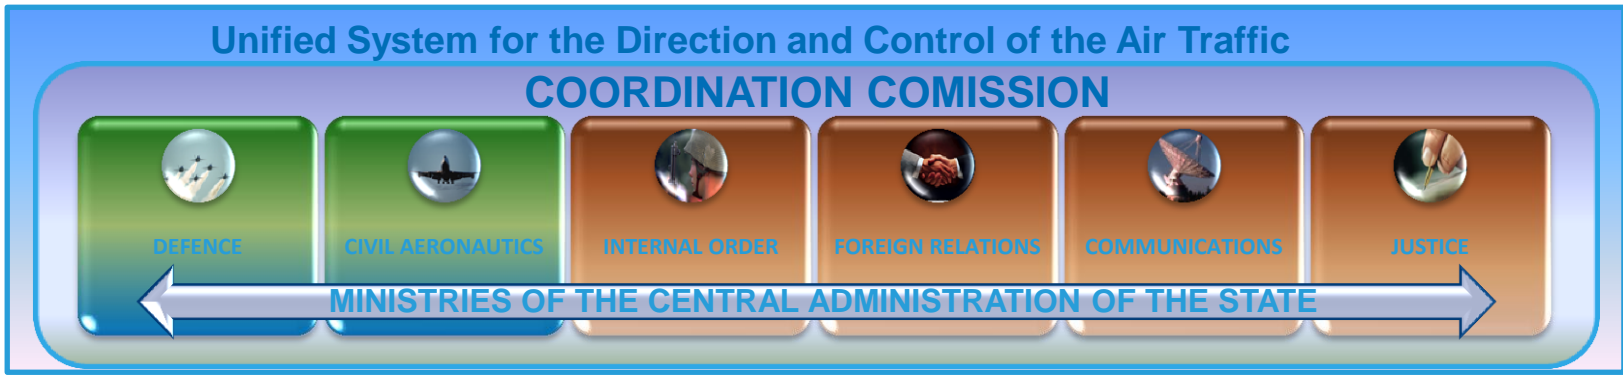 Unified System for the Direction and Control of the Air Traffic
COORDINATION COMISSION
DEFENCE
CIVIL AERONAUTICS
INTERNAL ORDER
FOREIGN RELATIONS
COMMUNICATIONS
JUSTICE
MINISTRIES OF THE CENTRAL ADMINISTRATION OF THE STATE